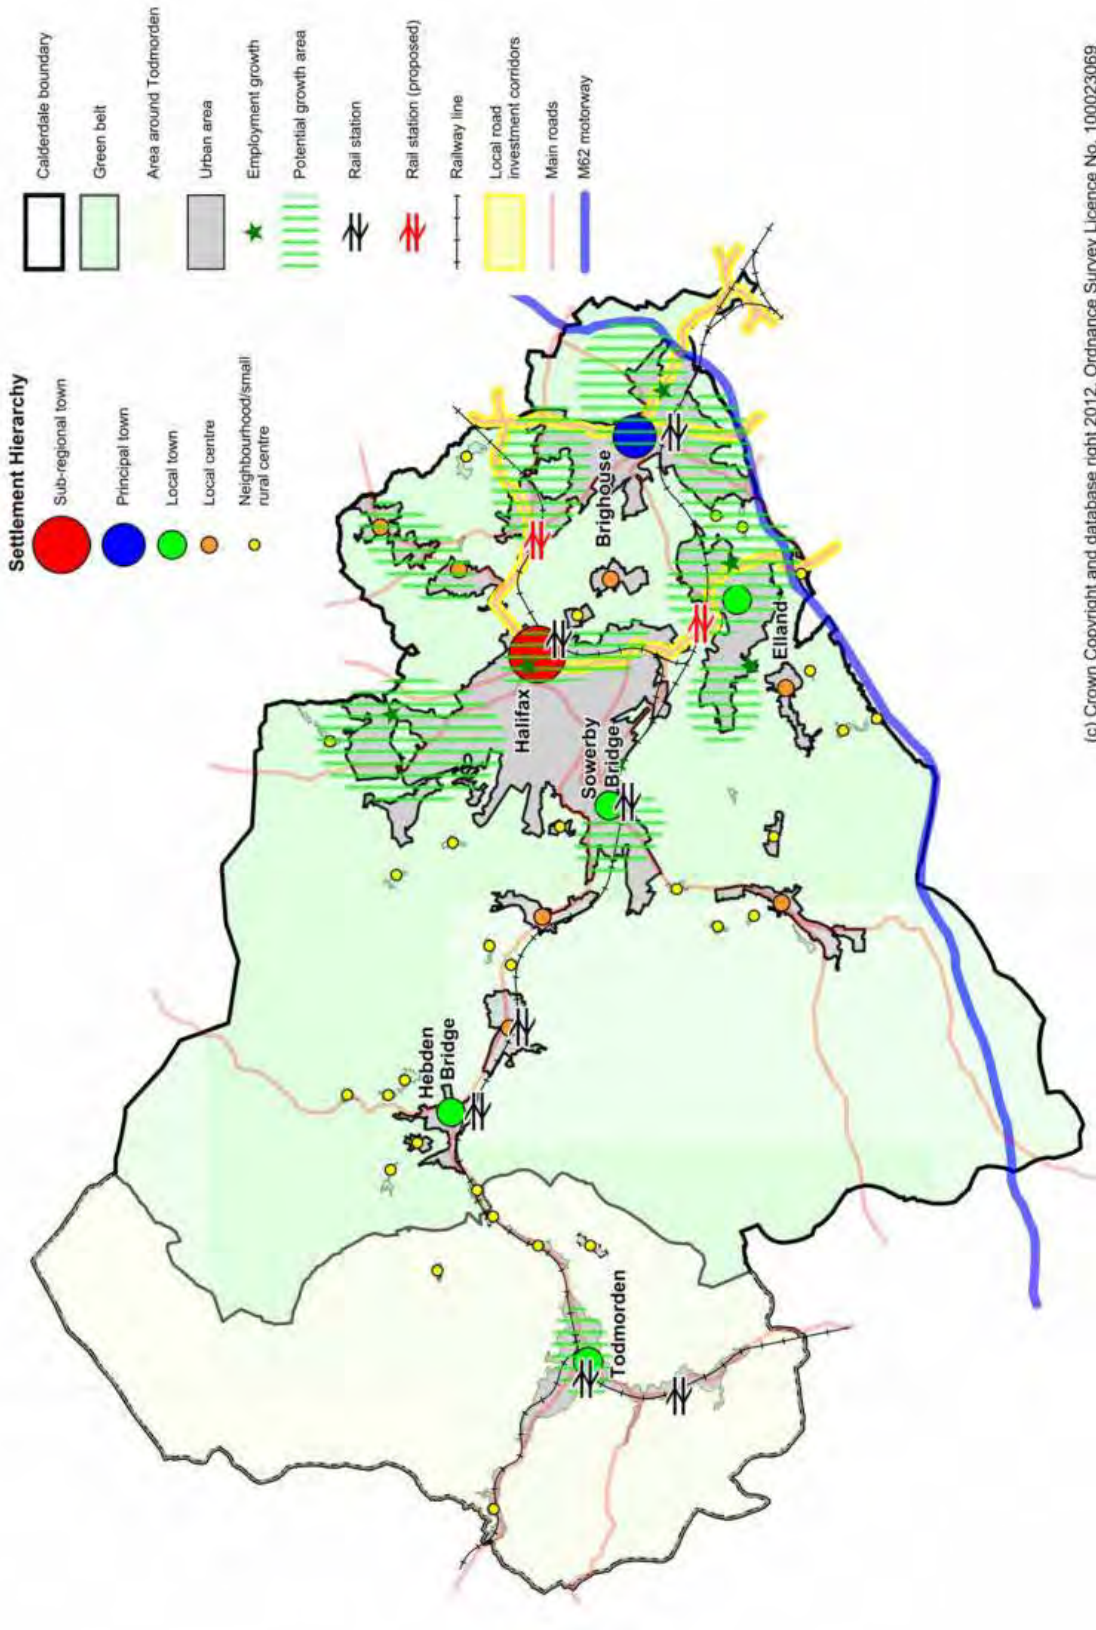 Settlement Hierarchy
Sub-regional town
Principal town
Local town
Local centre
Neighbourhood/small
rural centre
Calderdale boundary
Green belt
Area around Todmorden
Urban area
Employment growth
Potential growth area
Rail station
Rail station (proposed)
Railway line
Local road
investment corridors
Main roads
M62 motorway
Halifax
Brighouse
Sowerby
Bridge
Elland
Hebden
Bridge
Todmorden
(c) Crown Copyright and database right 2012. Ordnance Survey Licence No. 100023069